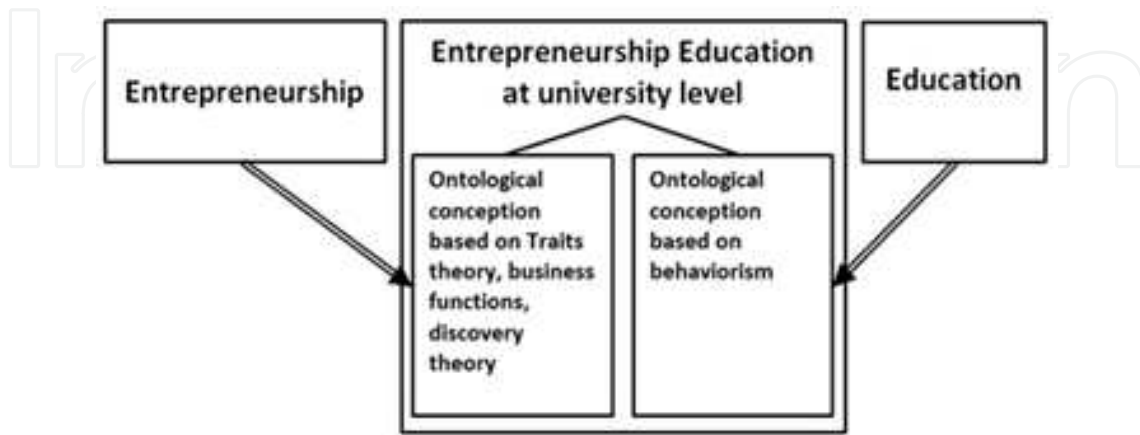 Entrepreneurship
Entrepreneurship Education
at university level
Education
Ontological
conception
based on Traits
theory, business
functions,
discovery
theory
Ontological
conception
based on
behaviorism